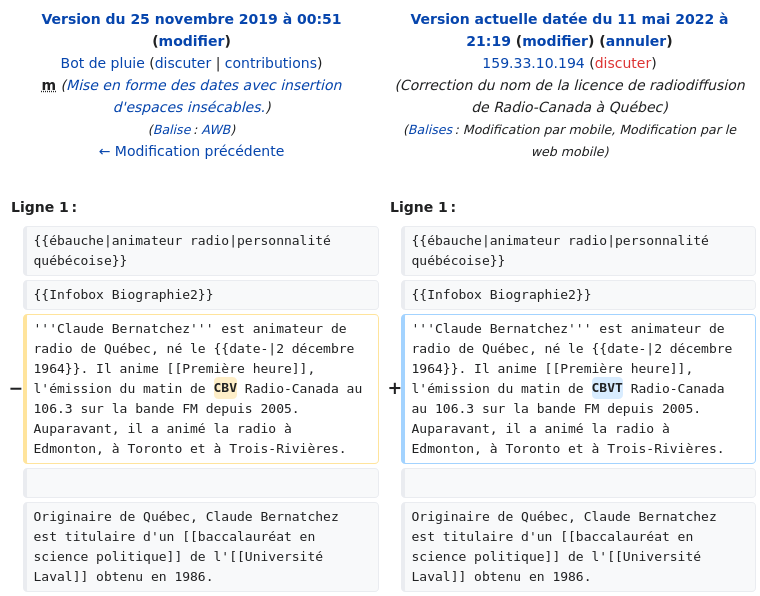 Version du 25 novembre 2019 à 00:51
(modifier)
Bot de pluie (discuter | contributions)
m (Mise en forme des dates avec insertion
d'espaces insécables.)
(Balise : AWB)
← Modification précédente
Version actuelle datée du 11 mai 2022 à
21:19 (modifier) (annuler)
159.33.10.194 (discuter)
(Correction du nom de la licence de radiodiffusion
de Radio-Canada à Québec)
(Balises : Modification par mobile, Modification par le
web mobile)
Ligne 1 :
{{ébauche|animateur radio|personnalité
québécoise}}
{{Infobox Biographie2}}
− '''Claude Bernatchez''' est animateur de
radio de Québec, né le {{date-|2 décembre
1964}}. Il anime [[Première heure]],
l'émission du matin de CBV Radio-Canada au
106.3 sur la bande FM depuis 2005.
Auparavant, il a animé la radio à
Edmonton, à Toronto et à Trois-Rivières.
Originaire de Québec, Claude Bernatchez
est titulaire d'un [[baccalauréat en
science politique]] de l'[[Université
Laval]] obtenu en 1986.
Ligne 1 :
{{ébauche|animateur radio|personnalité
québécoise}}
{{Infobox Biographie2}}
+ '''Claude Bernatchez''' est animateur de
radio de Québec, né le {{date-|2 décembre
1964}}. Il anime [[Première heure]],
l'émission du matin de CBVT Radio-Canada
au 106.3 sur la bande FM depuis 2005.
Auparavant, il a animé la radio à
Edmonton, à Toronto et à Trois-Rivières.
Originaire de Québec, Claude Bernatchez
est titulaire d'un [[baccalauréat en
science politique]] de l'[[Université
Laval]] obtenu en 1986.